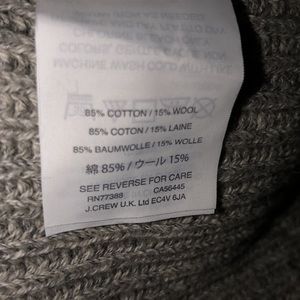 85% COTTON / 15% WOOL
85% COTON / 15% LAINE
85% BAUMWOLLE / 15% WOLLE
綿 85% / ウール 15%
SEE REVERSE FOR CARE
RN77388 CA56445
J.CREW U.K. Ltd EC4V 6JA